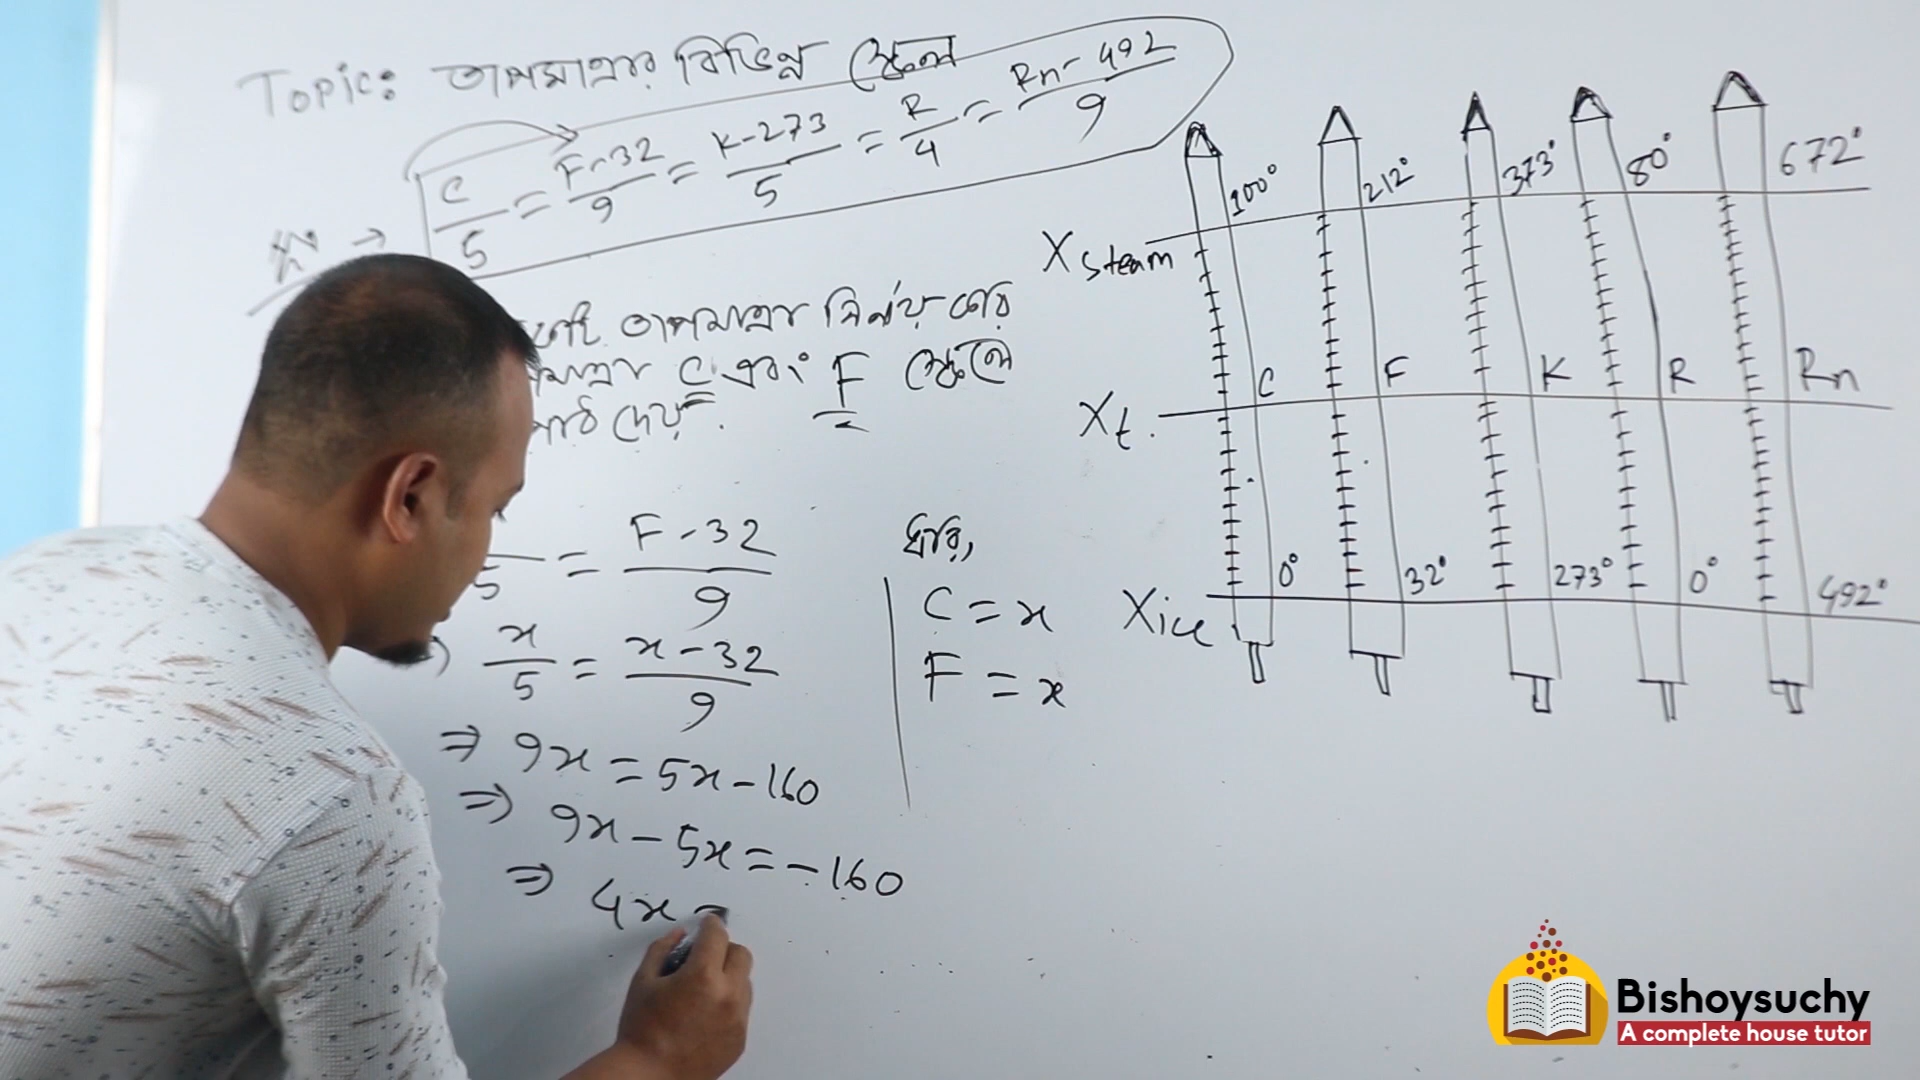 Topic: তাপমাত্রার বিভিন্ন স্কেল
C/5 = F-32/9 = K-273/5 = R/4 = Rn-492/9
তাপমাত্রা নির্ণয় কর
C এবং F স্কেলে
পাঠ দেয়.
5 = F-32/9
x/5 = x-32/9
⇒ 9x = 5x-160
⇒ 9x - 5x = -160
⇒ 4x =
ধরি,
C = x
F = x
100° 212° 373° 80° 672°
X steam
C F K R Rn
Xt.
0° 32° 273° 0° 492°
Xice
Bishoysuchy
A complete house tutor